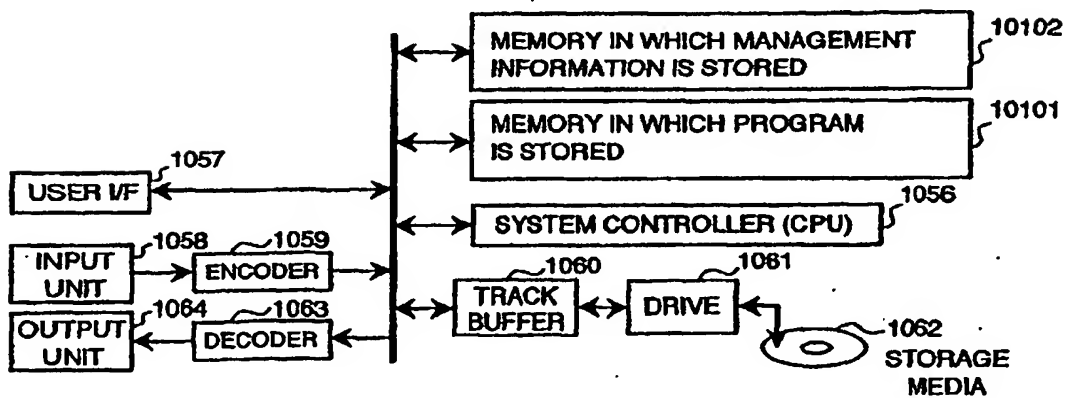 10102
MEMORY IN WHICH MANAGEMENT
INFORMATION IS STORED
10101
MEMORY IN WHICH PROGRAM
IS STORED
1057
USER I/F
1056
SYSTEM CONTROLLER (CPU)
1058
INPUT
UNIT
1059
ENCODER
1060
TRACK
BUFFER
1061
DRIVE
1064
OUTPUT
UNIT
1063
DECODER
1062
STORAGE
MEDIA